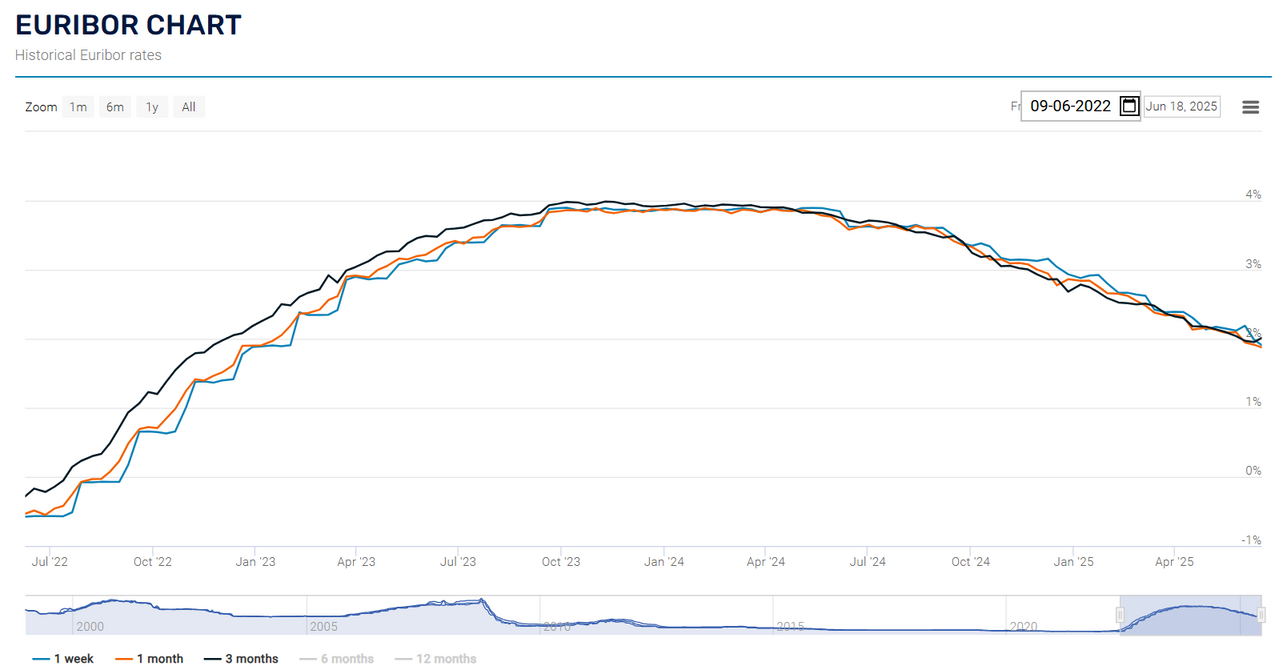 EURIBOR CHART
Historical Euribor rates
Zoom 1m 6m 1y All Fr 09-06-2022 Jun 18, 2025
4%
3%
2%
1%
0%
-1%
Jul '22 Oct '22 Jan '23 Apr '23 Jul '23 Oct '23 Jan '24 Apr '24 Jul '24 Oct '24 Jan '25 Apr '25
2000 2005 2010 2015 2020
1 week 1 month 3 months 6 months 12 months